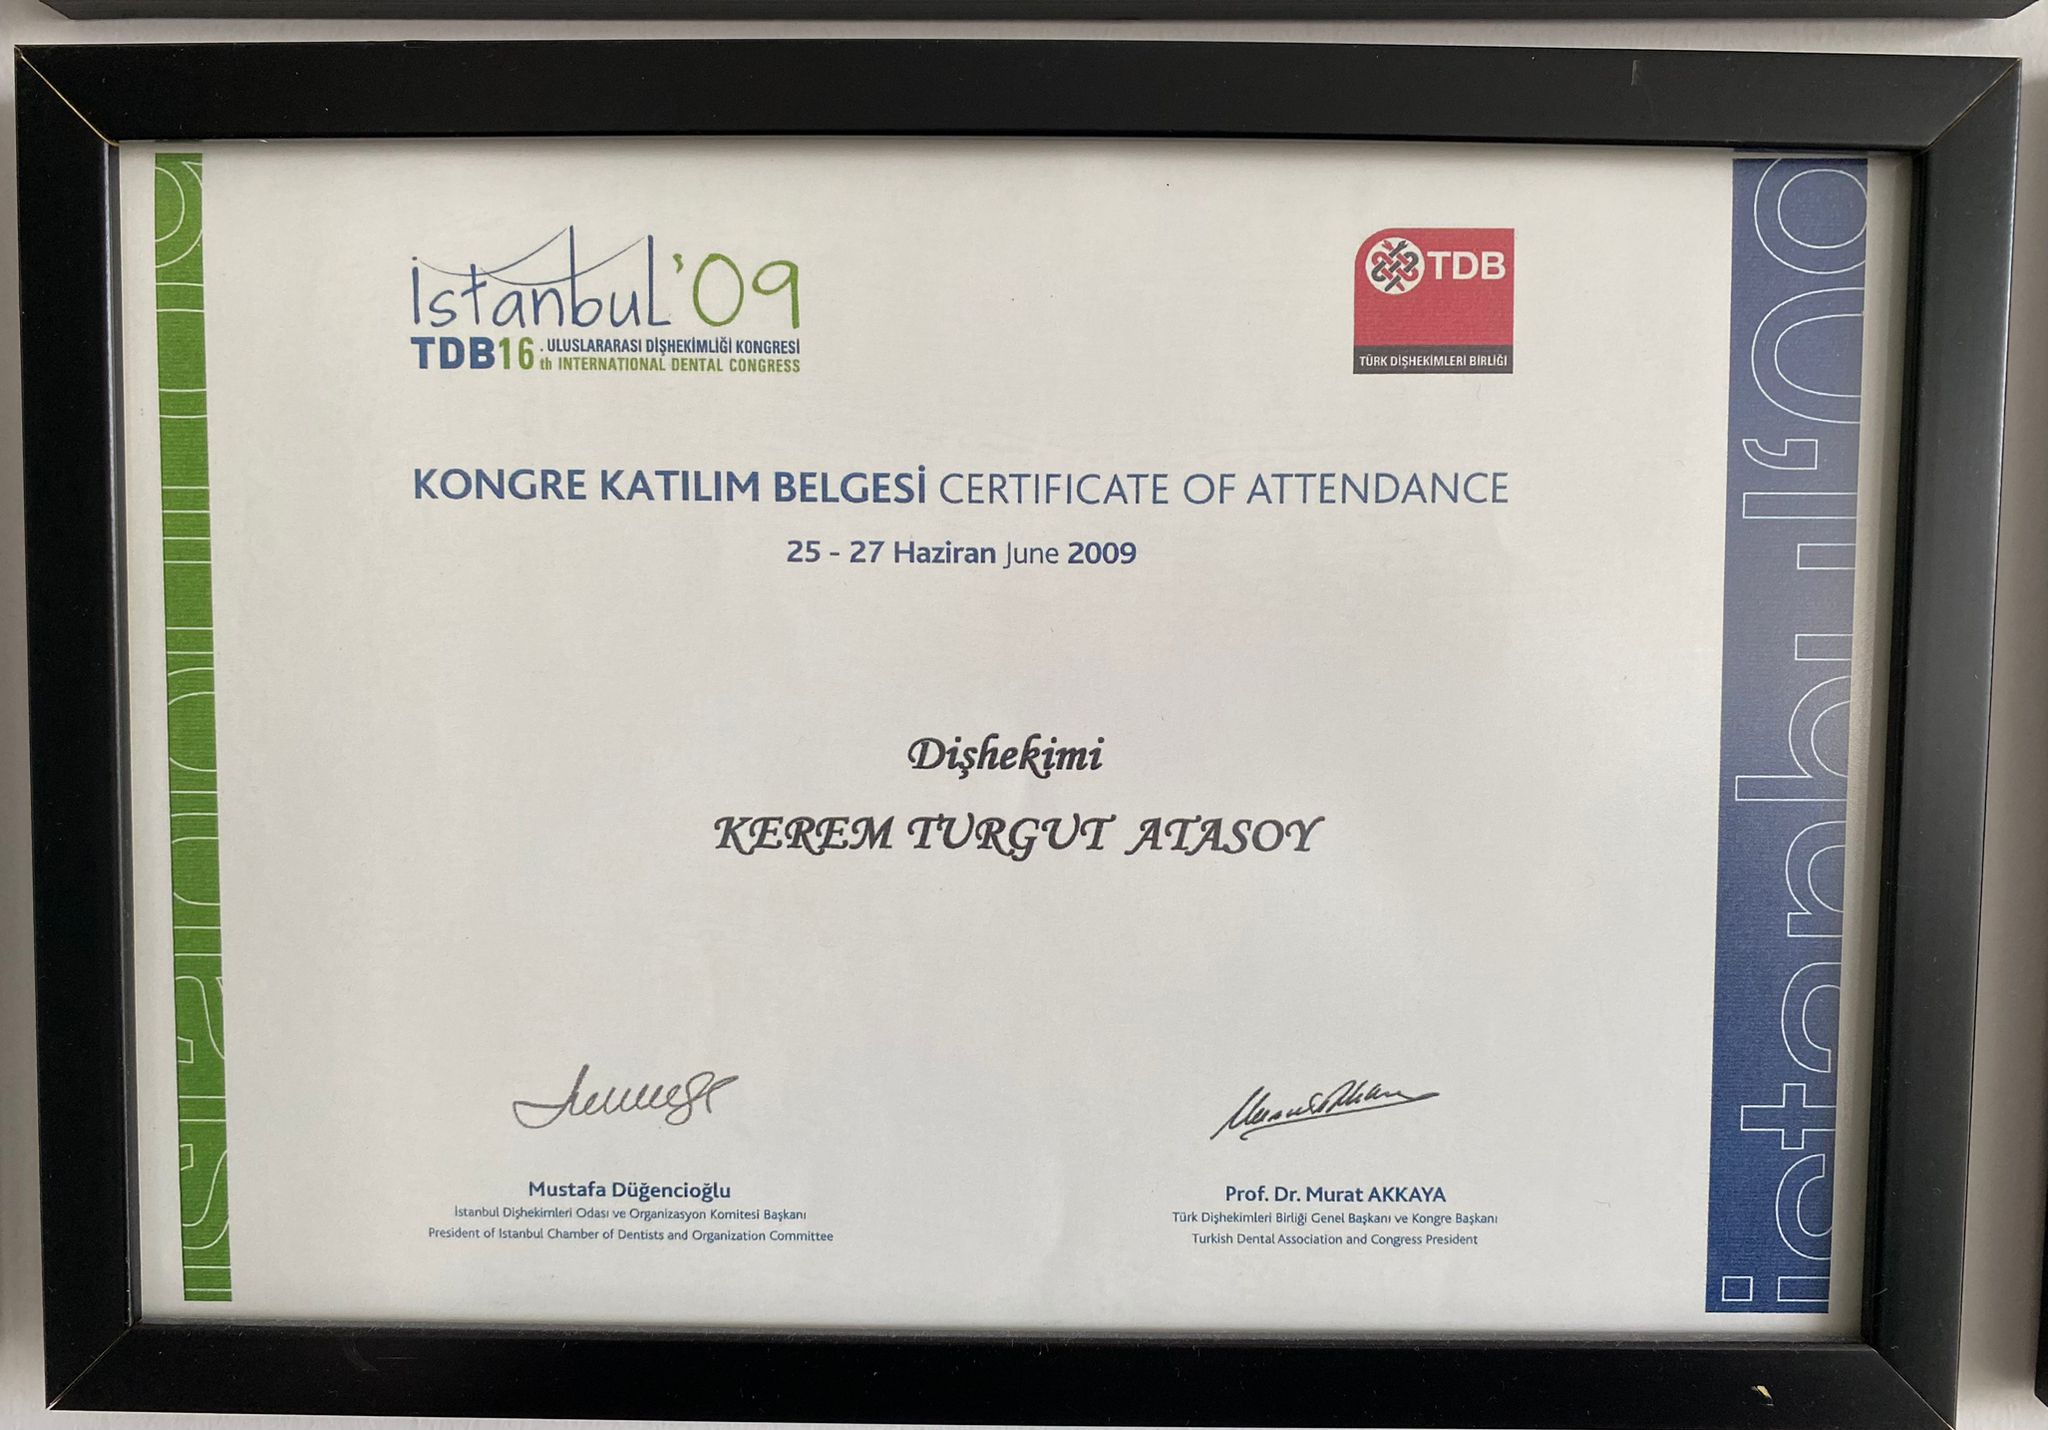 istanbul '09
TDB16. ULUSLARARASI DİŞHEKİMLİĞİ KONGRESİ
th INTERNATIONAL DENTAL CONGRESS
TDB
TÜRK DİŞHEKİMLERİ BİRLİĞİ
KONGRE KATILIM BELGESİ CERTIFICATE OF ATTENDANCE
25 - 27 Haziran June 2009
Dişhekimi
KEREM TURGUT ATASOY
Mustafa Düğencioğlu
İstanbul Dişhekimleri Odası ve Organizasyon Komitesi Başkanı
President of Istanbul Chamber of Dentists and Organization Committee
Prof. Dr. Murat AKKAYA
Türk Dişhekimleri Birliği Genel Başkanı ve Kongre Başkanı
Turkish Dental Association and Congress President
istanbul'09